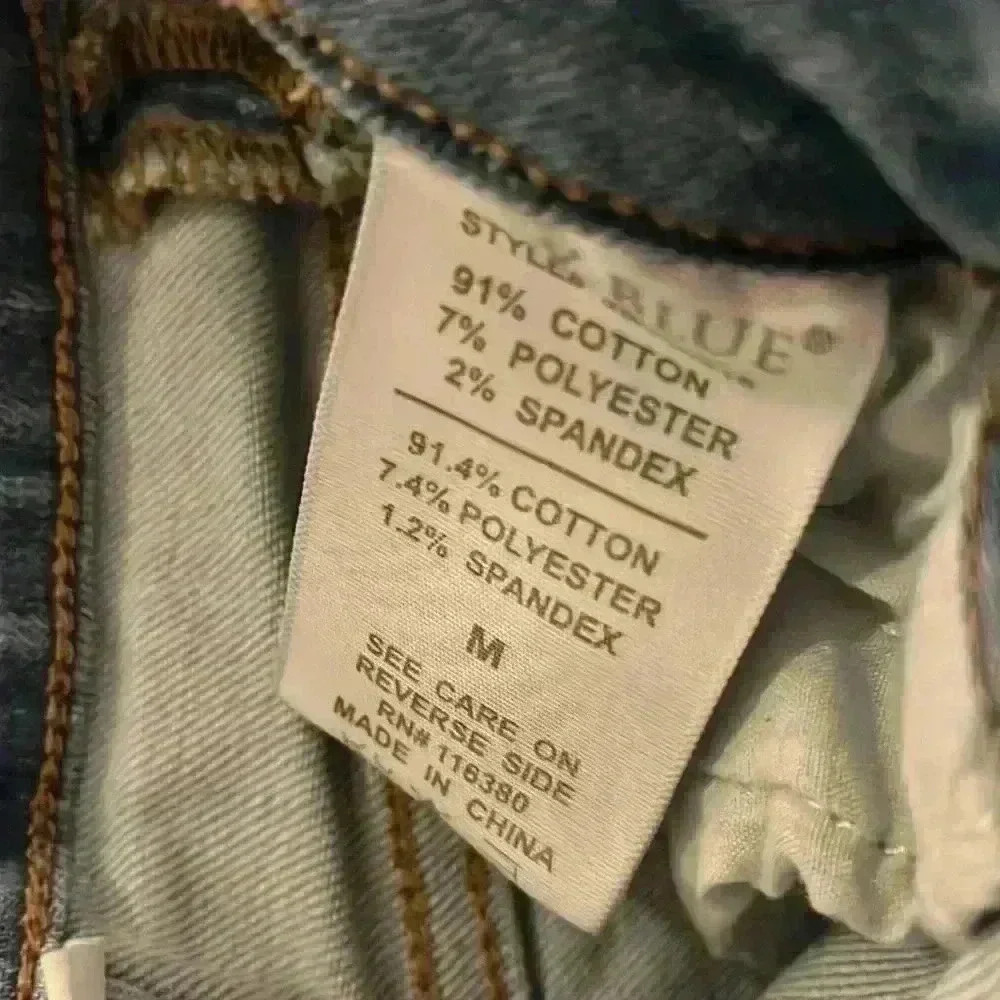 STYLE
BLUE®
91% COTTON
7% POLYESTER
2% SPANDEX
91.4% COTTON
7.4% POLYESTER
1.2% SPANDEX
M
SEE CARE ON
REVERSE SIDE
RN# 116380
MADE IN CHINA